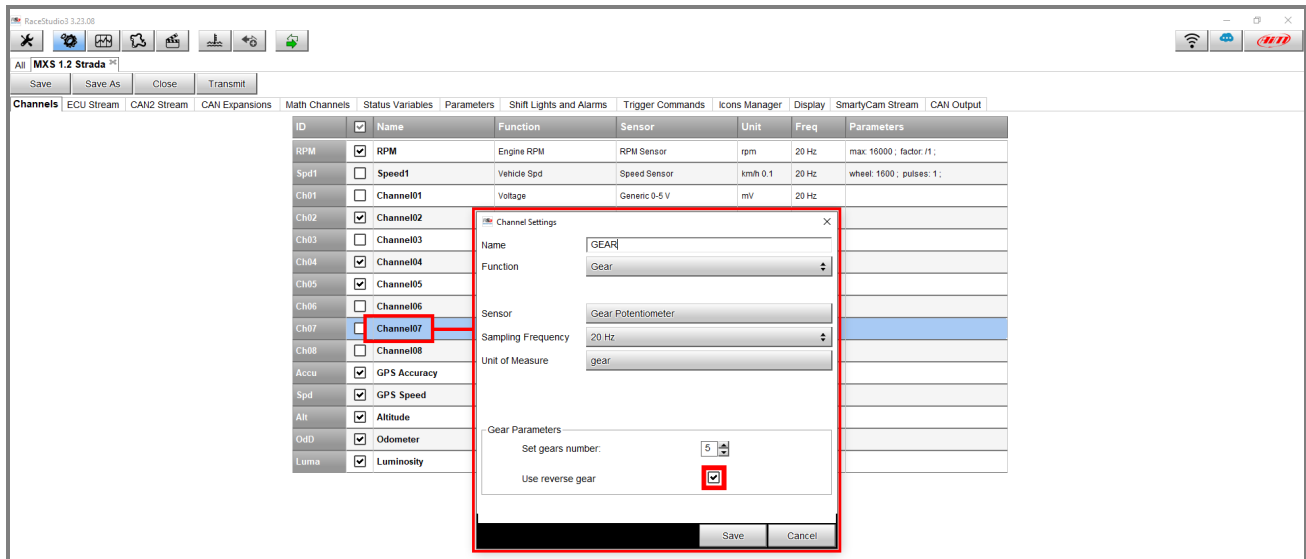 RaceStudio3 3.23.08
All MXS 1.2 Strada
Save Save As Close Transmit
Channels ECU Stream CAN2 Stream CAN Expansions Math Channels Status Variables Parameters Shift Lights and Alarms Trigger Commands Icons Manager Display SmartyCam Stream CAN Output
ID Name Function Sensor Unit Freq Parameters
RPM RPM Engine RPM RPM Sensor rpm 20 Hz max: 16000 ; factor: /1 ;
Spd1 Speed1 Vehicle Spd Speed Sensor km/h 0.1 20 Hz wheel: 1600 ; pulses: 1 ;
Ch01 Channel01 Voltage Generic 0-5 V mV 20 Hz
Ch02 Channel02
Ch03 Channel03
Ch04 Channel04
Ch05 Channel05
Ch06 Channel06
Ch07 Channel07
Ch08 Channel08
Accu GPS Accuracy
Spd GPS Speed
Alt Altitude
OdD Odometer
Luma Luminosity
Channel Settings
Name GEAR
Function Gear
Sensor Gear Potentiometer
Sampling Frequency 20 Hz
Unit of Measure gear
Gear Parameters
Set gears number: 5
Use reverse gear
Save Cancel
AiM